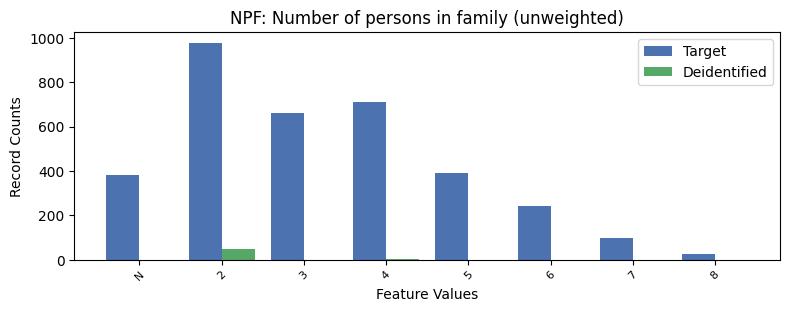 NPF: Number of persons in family (unweighted)
Target
Deidentified
Record Counts
1000
800
600
400
200
0
N 2 3 4 5 6 7 8
Feature Values